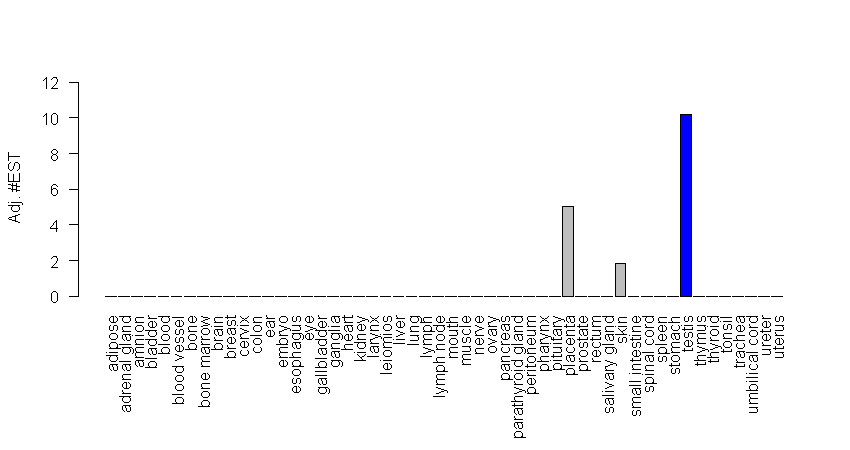 12
10
8
6
4
2
0
Adj. #EST
adipose
adrenal gland
amnion
bladder
blood
blood vessel
bone
bone marrow
brain
breast
cervix
colon
ear
embryo
esophagus
eye
gallbladder
ganglia
heart
kidney
larynx
leiomios
liver
lung
lymph
lymph node
mouth
muscle
nerve
ovary
pancreas
parathyroid gland
peritoneum
pharynx
pituitary
placenta
prostate
rectum
salivary gland
skin
small intestine
spinal cord
spleen
stomach
testis
thymus
thyroid
tonsil
trachea
umbilical cord
ureter
uterus